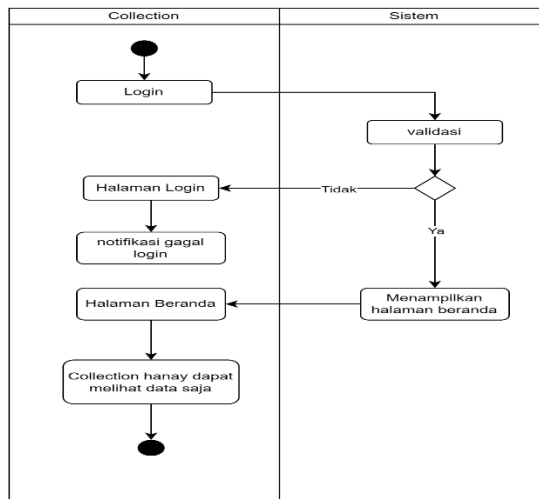 Collection
Sistem
Login
validasi
Halaman Login
Tidak
notifikasi gagal
login
Ya
Halaman Beranda
Menampilkan
halaman beranda
Collection hanay dapat
melihat data saja